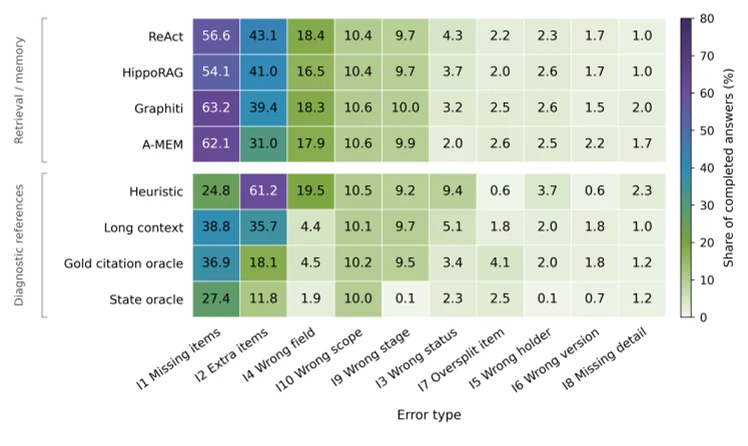 Retrieval / memory
ReAct 56.6 43.1 18.4 10.4 9.7 4.3 2.2 2.3 1.7 1.0
HippoRAG 54.1 41.0 16.5 10.4 9.7 3.7 2.0 2.6 1.7 1.0
Graphiti 63.2 39.4 18.3 10.6 10.0 3.2 2.5 2.6 1.5 2.0
A-MEM 62.1 31.0 17.9 10.6 9.9 2.0 2.6 2.5 2.2 1.7
Diagnostic references
Heuristic 24.8 61.2 19.5 10.5 9.2 9.4 0.6 3.7 0.6 2.3
Long context 38.8 35.7 4.4 10.1 9.7 5.1 1.8 2.0 1.8 1.0
Gold citation oracle 36.9 18.1 4.5 10.2 9.5 3.4 4.1 2.0 1.8 1.2
State oracle 27.4 11.8 1.9 10.0 0.1 2.3 2.5 0.1 0.7 1.2
I1 Missing items
I2 Extra items
I4 Wrong field
I10 Wrong scope
I9 Wrong stage
I3 Wrong status
I7 Oversplit item
I5 Wrong holder
I6 Wrong version
I8 Missing detail
Error type
80
70
60
50
40
30
20
10
0
Share of completed answers (%)